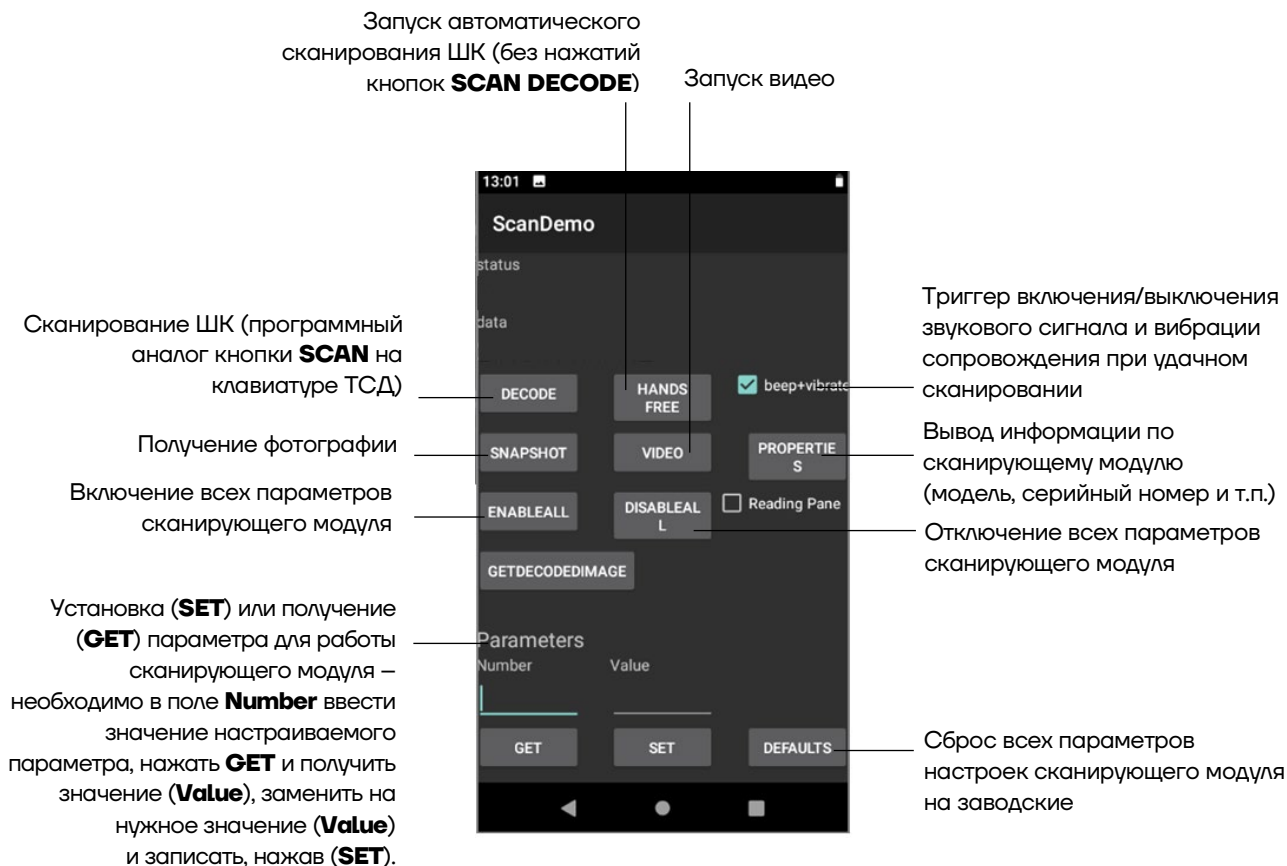 Запуск автоматического
сканирования ШК (без нажатий
кнопок SCAN DECODE)
Запуск видео
13:01
ScanDemo
status
data
Сканирование ШК (программный
аналог кнопки SCAN на
клавиатуре ТСД)
DECODE
HANDS
FREE
beep+vibrate
Триггер включения/выключения
звукового сигнала и вибрации
сопровождения при удачном
сканировании
Получение фотографии
SNAPSHOT
VIDEO
PROPERTIE
S
Вывод информации по
сканирующему модулю
(модель, серийный номер и т.п.)
Включение всех параметров
сканирующего модуля
ENABLEALL
DISABLEAL
L
Reading Pane
Отключение всех параметров
сканирующего модуля
GETDECODEDIMAGE
Установка (SET) или получение
(GET) параметра для работы
сканирующего модуля –
необходимо в поле Number ввести
значение настраиваемого
параметра, нажать GET и получить
значение (Value), заменить на
нужное значение (Value)
и записать, нажав (SET).
Parameters
Number
Value
GET
SET
DEFAULTS
Сброс всех параметров
настроек сканирующего модуля
на заводские